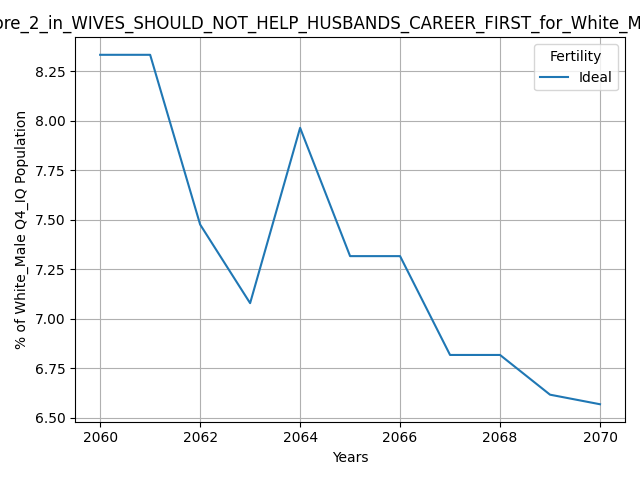 ore_2_in_WIVES_SHOULD_NOT_HELP_HUSBANDS_CAREER_FIRST_for_White_M
Fertility
Ideal
% of White_Male Q4_IQ Population
8.25
8.00
7.75
7.50
7.25
7.00
6.75
6.50
2060
2062
2064
2066
2068
2070
Years